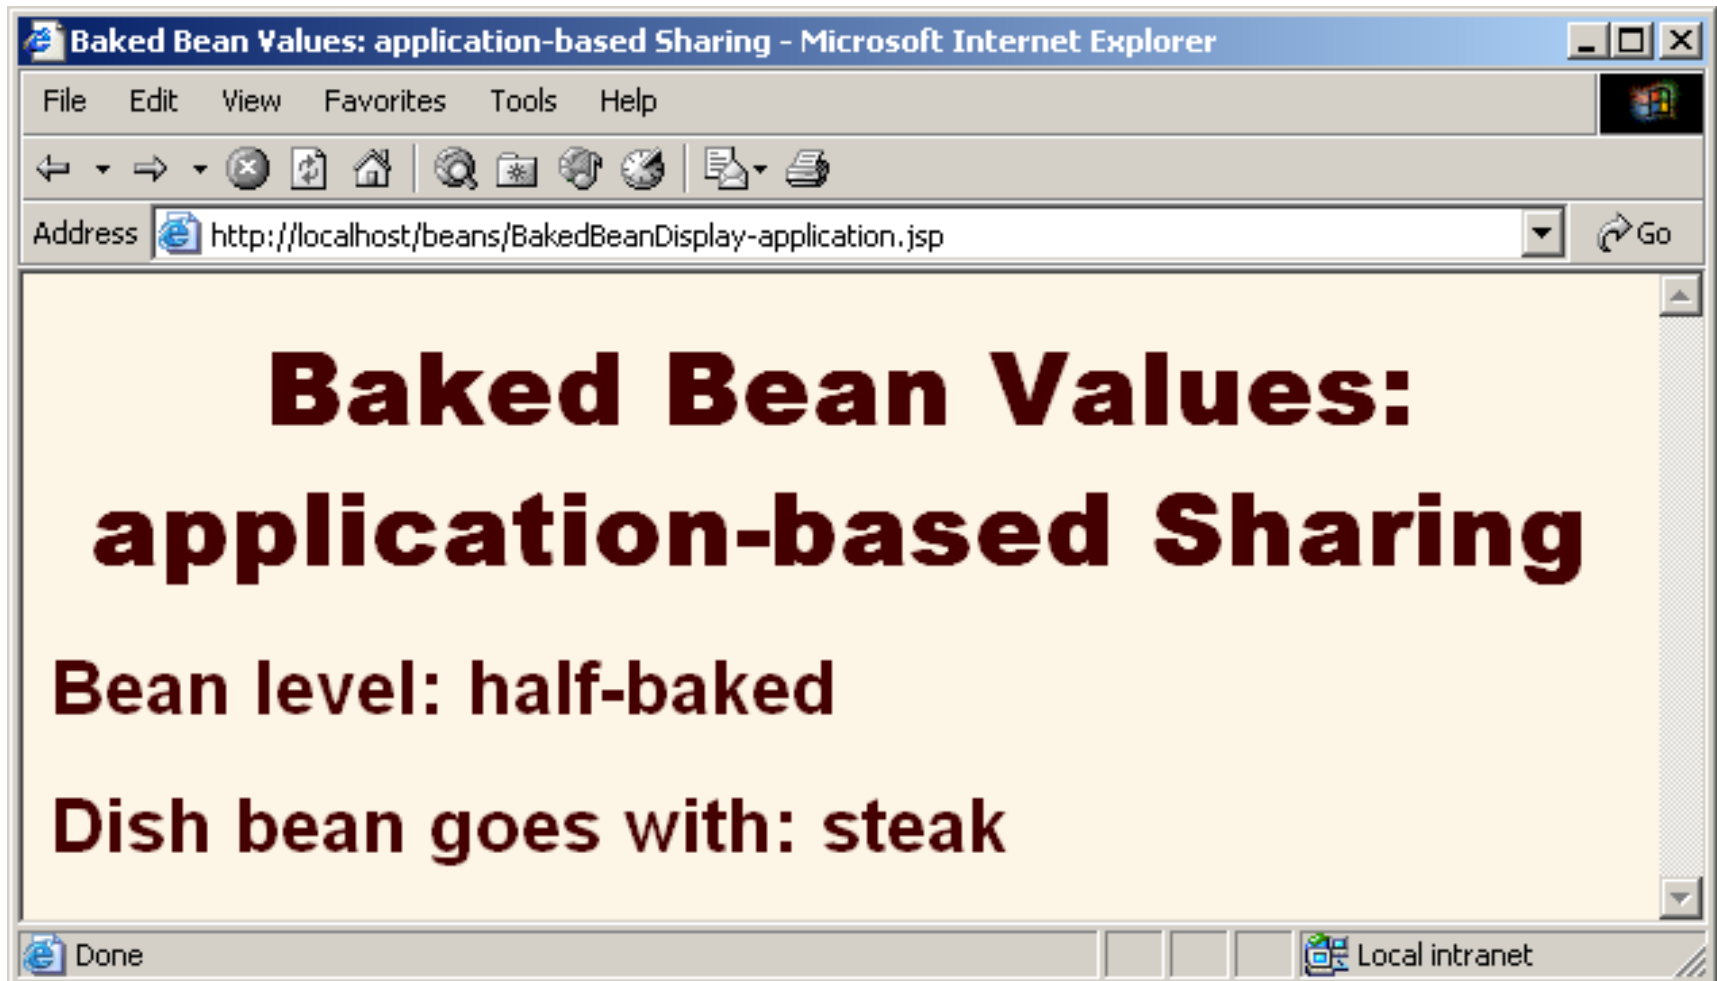 Baked Bean Values: application-based Sharing - Microsoft Internet Explorer
File Edit View Favorites Tools Help
Address http://localhost/beans/BakedBeanDisplay-application.jsp Go
Baked Bean Values:
application-based Sharing
Bean level: half-baked
Dish bean goes with: steak
Done Local intranet